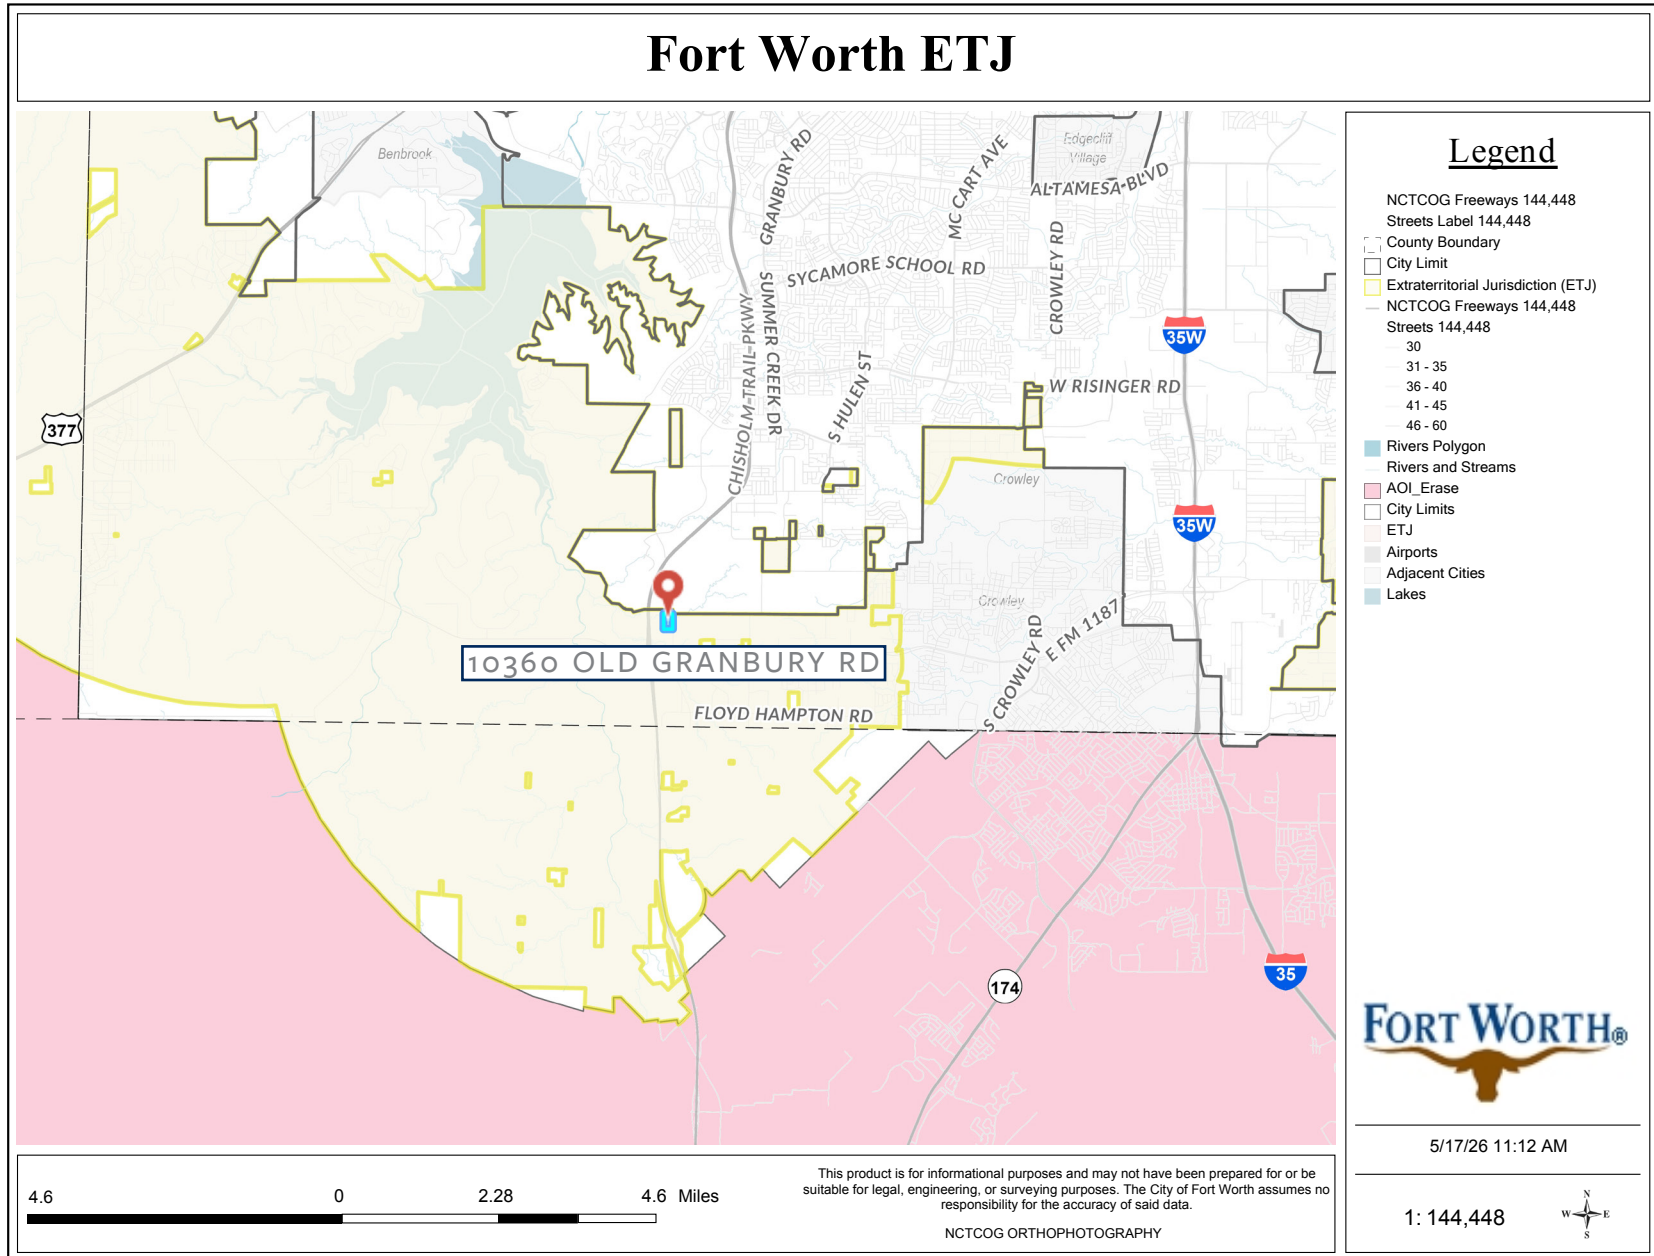 Fort Worth ETJ
Benbrook
Edgecliff
Village
GRANBURY RD
MC CART AVE
ALTAMESA BLVD
SYCAMORE SCHOOL RD
CROWLEY RD
CHISHOLM TRAIL PKWY
SUMMER CREEK DR
S HULEN ST
35W
W RISINGER RD
377
Crowley
35W
Crowley
S CROWLEY RD
E FM 1187
10360 OLD GRANBURY RD
FLOYD HAMPTON RD
174
35
Legend
NCTCOG Freeways 144,448
Streets Label 144,448
County Boundary
City Limit
Extraterritorial Jurisdiction (ETJ)
NCTCOG Freeways 144,448
Streets 144,448
30
31 - 35
36 - 40
41 - 45
46 - 60
Rivers Polygon
Rivers and Streams
AOI_Erase
City Limits
ETJ
Airports
Adjacent Cities
Lakes
FORT WORTH®
5/17/26 11:12 AM
1: 144,448
N
W E
S
4.6 0 2.28 4.6 Miles
This product is for informational purposes and may not have been prepared for or be
suitable for legal, engineering, or surveying purposes. The City of Fort Worth assumes no
responsibility for the accuracy of said data.
NCTCOG ORTHOPHOTOGRAPHY